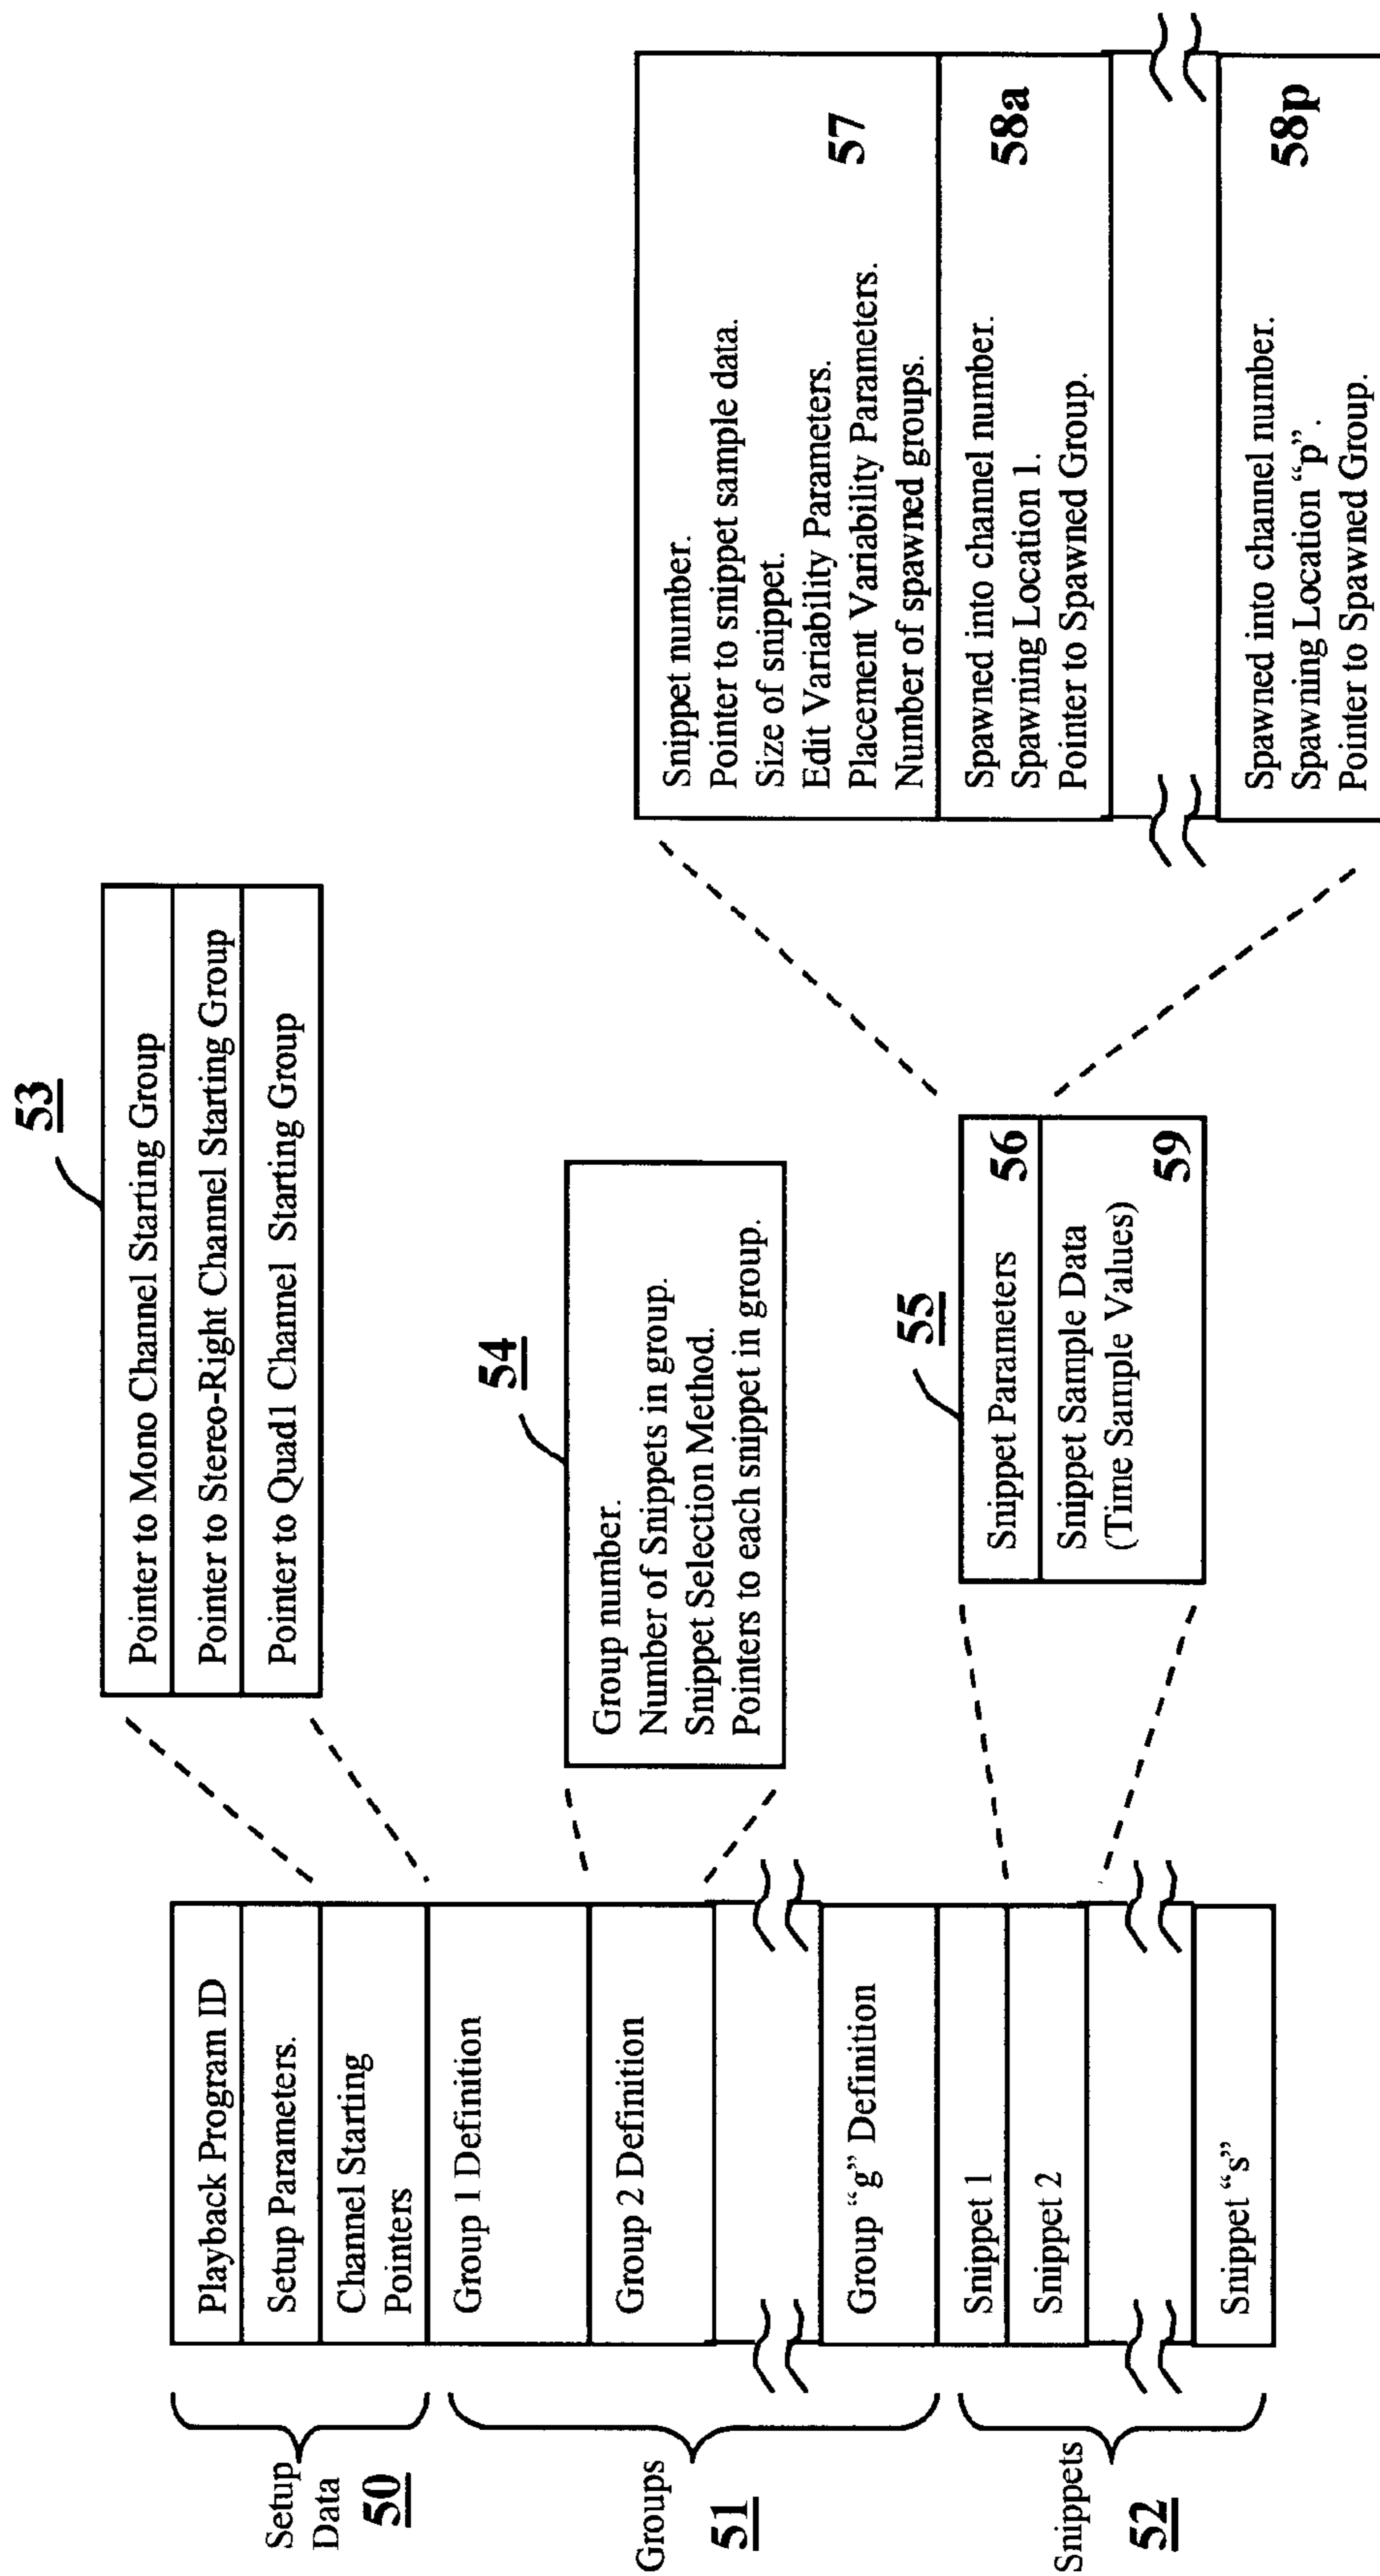 Setup
Data
50
Groups
51
Snippets
52
Playback Program ID
Setup Parameters.
Channel Starting
Pointers
Group 1 Definition
Group 2 Definition
Group “g” Definition
Snippet 1
Snippet 2
Snippet “s”
53
Pointer to Mono Channel Starting Group
Pointer to Stereo-Right Channel Starting Group
Pointer to Quad1 Channel Starting Group
54
Group number.
Number of Snippets in group.
Snippet Selection Method.
Pointers to each snippet in group.
55
Snippet Parameters 56
Snippet Sample Data
(Time Sample Values)
59
Snippet number.
Pointer to snippet sample data.
Size of snippet.
Edit Variability Parameters. 57
Placement Variability Parameters.
Number of spawned groups.
Spawned into channel number.
Spawning Location 1. 58a
Pointer to Spawned Group.
Spawned into channel number.
Spawning Location “p”. 58p
Pointer to Spawned Group.